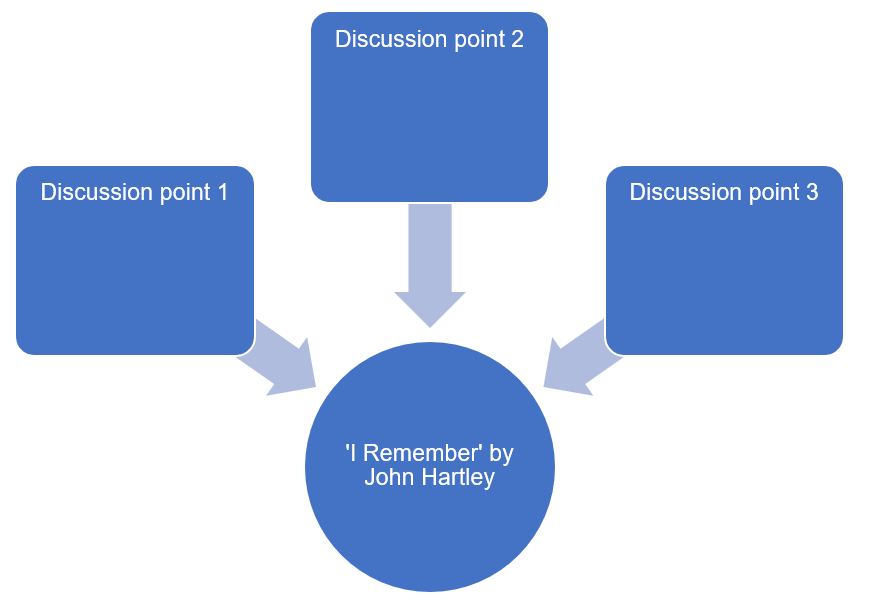 Discussion point 2
Discussion point 1
Discussion point 3
'I Remember' by
John Hartley